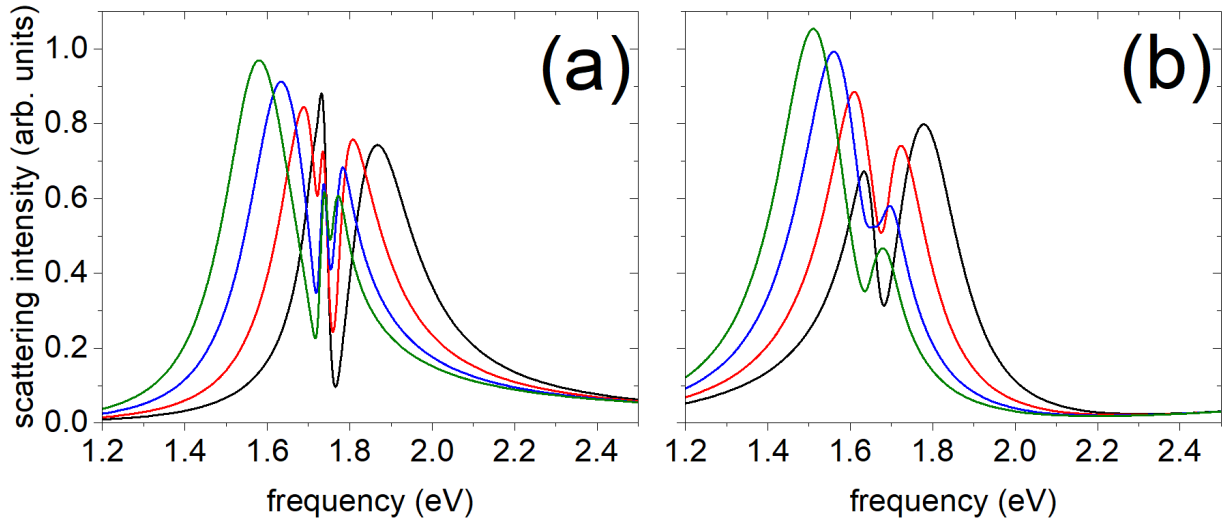 scattering intensity (arb. units)
(a)
(b)
1.0
0.8
0.6
0.4
0.2
0.0
1.2 1.4 1.6 1.8 2.0 2.2 2.4
1.2 1.4 1.6 1.8 2.0 2.2 2.4
frequency (eV)
frequency (eV)